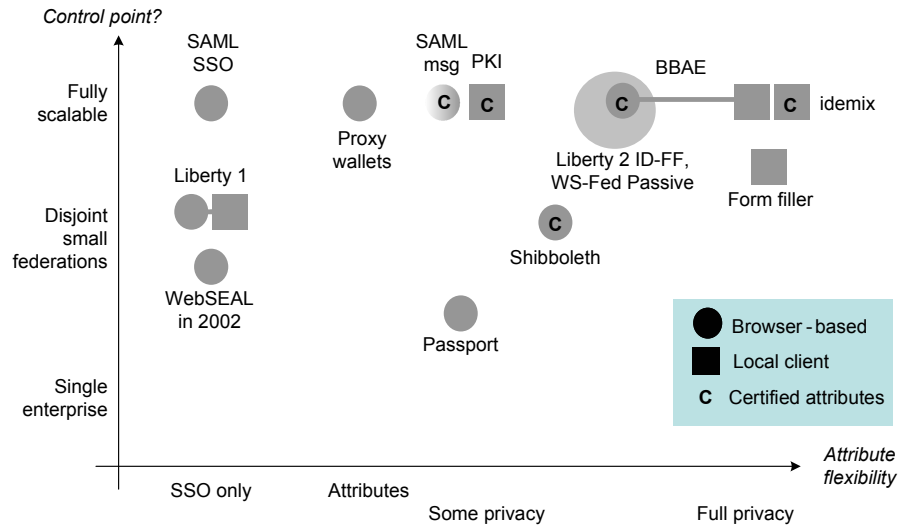 Control point?
SAML
SSO
SAML
msg
PKI
BBAE
Fully
scalable
C
C
C
C
idemix
Proxy
wallets
Liberty 2 ID-FF,
WS-Fed Passive
Form filler
Liberty 1
Disjoint
small
federations
C
Shibboleth
WebSEAL
in 2002
Passport
Browser-based
Local client
C Certified attributes
Single
enterprise
Attribute
flexibility
SSO only
Attributes
Some privacy
Full privacy